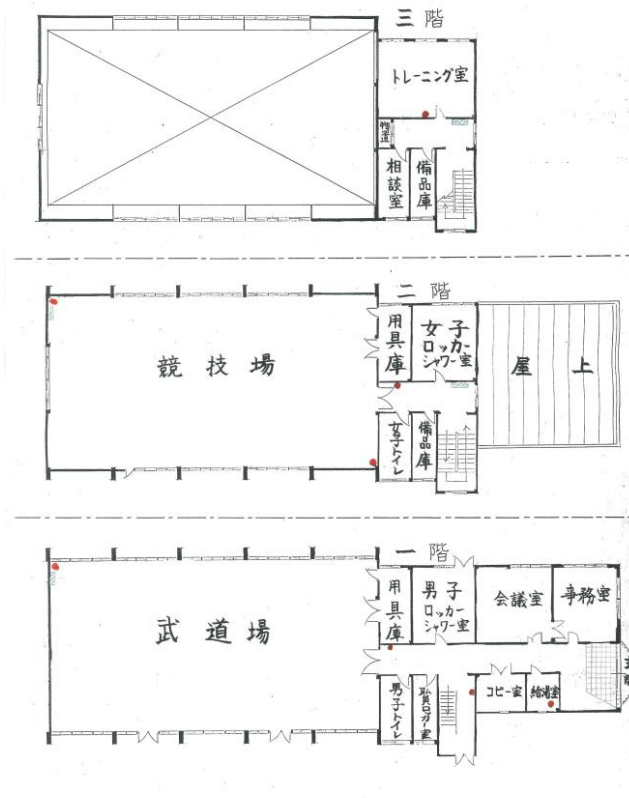 三階
トレーニング室
物置
相談室
備品庫
二階
競技場
用具庫
女子
ロッカー
シャワー室
屋上
女子トイレ
備品庫
一階
武道場
用具庫
男子
ロッカー
シャワー室
会議室
事務室
男子トイレ
ロッカー室
コピー室
給湯室
玄関